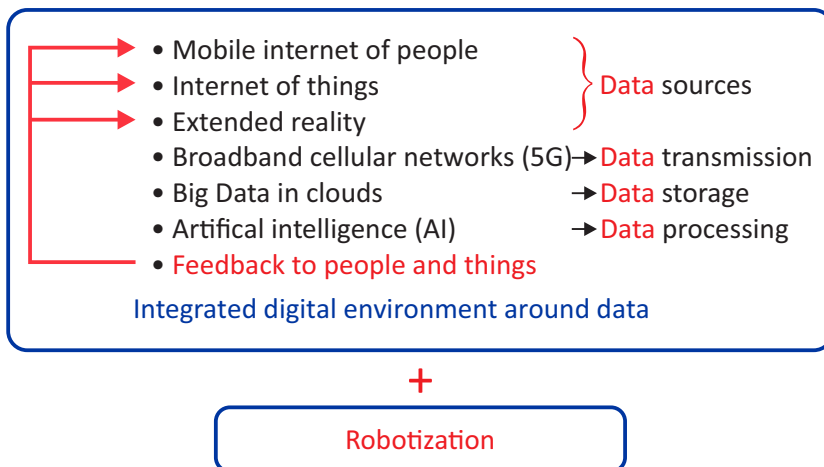 • Mobile internet of people
• Internet of things } Data sources
• Extended reality
• Broadband cellular networks (5G) → Data transmission
• Big Data in clouds → Data storage
• Artifical intelligence (AI) → Data processing
• Feedback to people and things
Integrated digital environment around data
+
Robotization